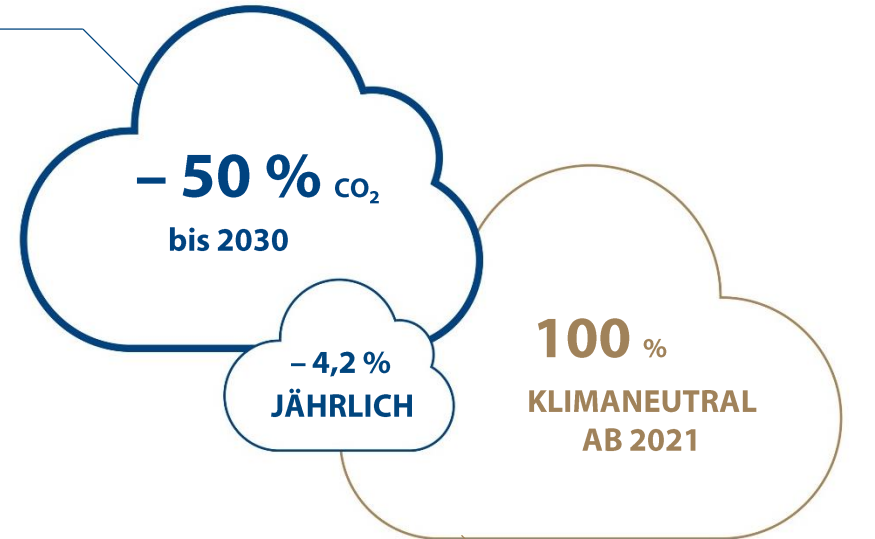 – 50 % CO₂
bis 2030
– 4,2 %
JÄHRLICH
100 %
KLIMANEUTRAL
AB 2021